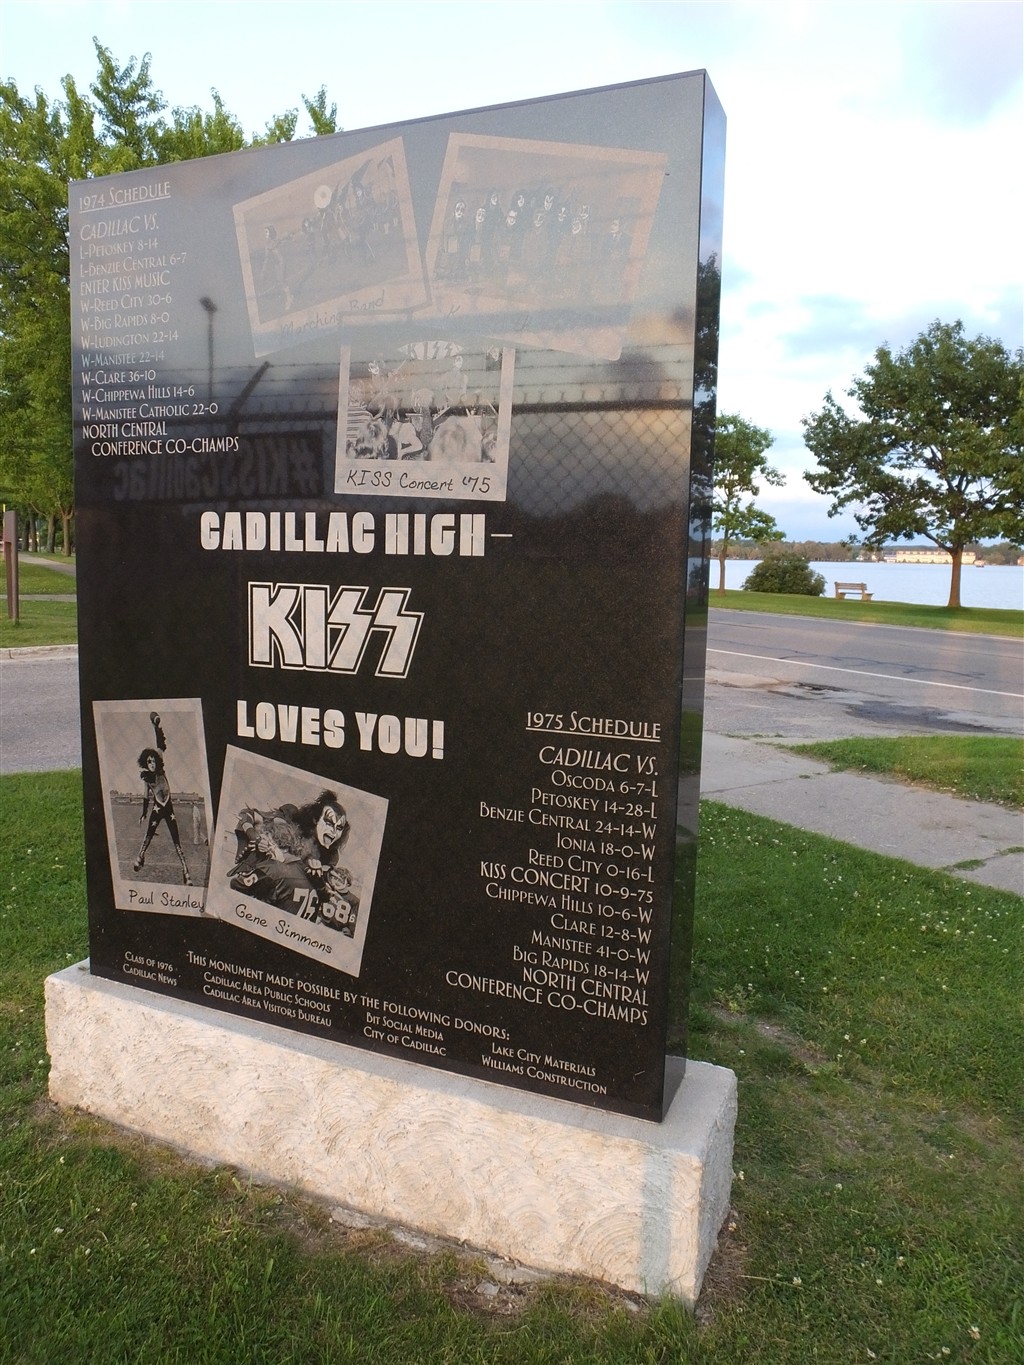 1974 SCHEDULE
CADILLAC VS.
L-PETOSKEY 8-14
L-BENZIE CENTRAL 6-7
ENTER KISS MUSIC
W-REED CITY 30-6
W-BIG RAPIDS 8-0
W-LUDINGTON 22-14
W-MANISTEE 22-14
W-CLARE 36-10
W-CHIPPEWA HILLS 14-6
W-MANISTEE CATHOLIC 22-0
NORTH CENTRAL
CONFERENCE CO-CHAMPS
Marching Band
KISS Concert '75
#KISSCadillac
CADILLAC HIGH–
KISS
LOVES YOU!
Paul Stanley
Gene Simmons
75
68
1975 SCHEDULE
CADILLAC VS.
OSCODA 6-7-L
PETOSKEY 14-28-L
BENZIE CENTRAL 24-14-W
IONIA 18-0-W
REED CITY 0-16-L
KISS CONCERT 10-9-75
CHIPPEWA HILLS 10-6-W
CLARE 12-8-W
MANISTEE 41-0-W
BIG RAPIDS 18-14-W
NORTH CENTRAL
CONFERENCE CO-CHAMPS
THIS MONUMENT MADE POSSIBLE BY THE FOLLOWING DONORS:
CLASS OF 1976
CADILLAC NEWS
CADILLAC AREA PUBLIC SCHOOLS
CADILLAC AREA VISITORS BUREAU
BIT SOCIAL MEDIA
CITY OF CADILLAC
LAKE CITY MATERIALS
WILLIAMS CONSTRUCTION